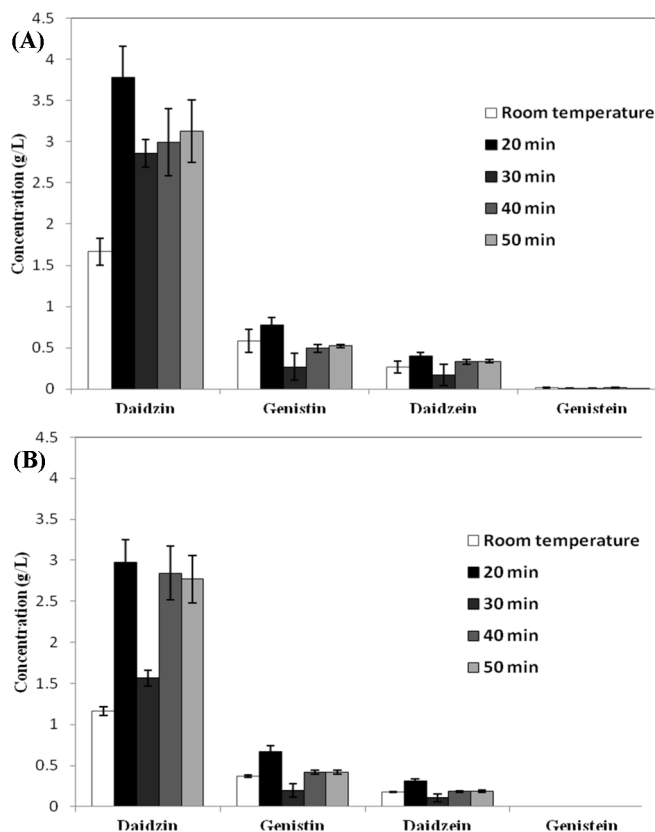 (A)
4.5
4
3.5
3
2.5
2
1.5
1
0.5
0
Concentration (g/L)
Room temperature
20 min
30 min
40 min
50 min
Daidzin Genistin Daidzein Genistein
(B)
4.5
4
3.5
3
2.5
2
1.5
1
0.5
0
Concentration (g/L)
Room temperature
20 min
30 min
40 min
50 min
Daidzin Genistin Daidzein Genistein